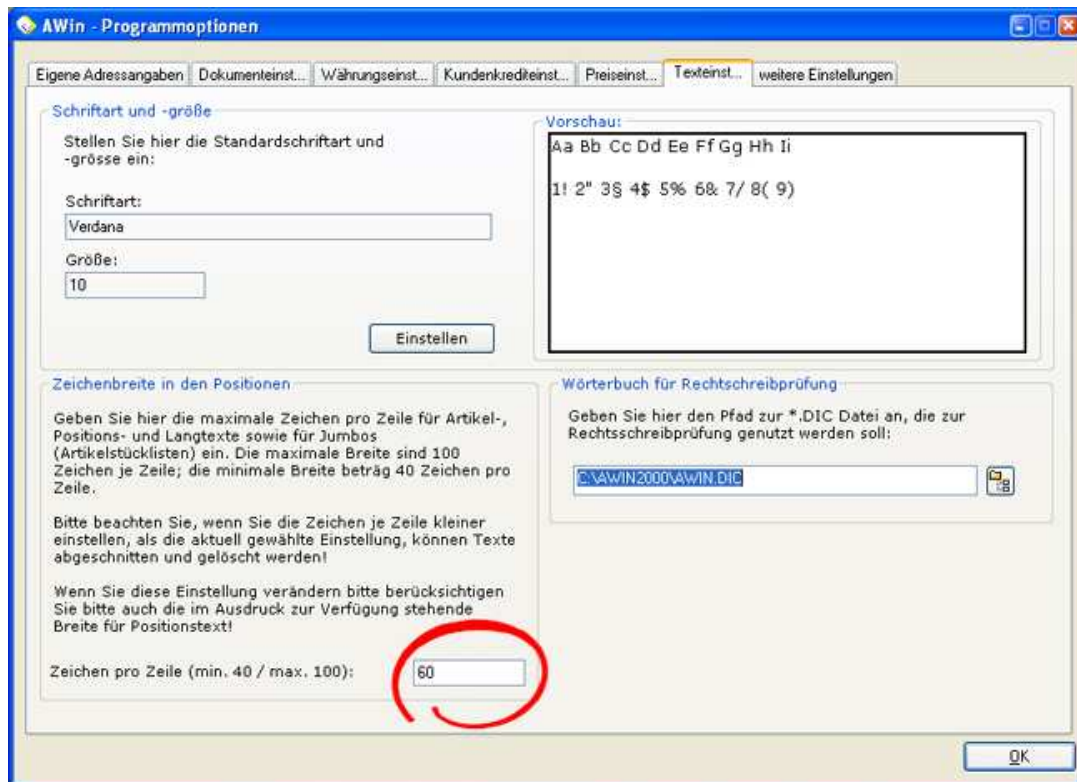 AWin - Programmoptionen
Eigene Adressangaben Dokumenteinst... Währungseinst... Kundenkrediteinst... Preiseinst... Texteinst... weitere Einstellungen
Schriftart und -größe
Stellen Sie hier die Standardschriftart und
-grösse ein:
Schriftart:
Verdana
Größe:
10
Einstellen
Vorschau:
Aa Bb Cc Dd Ee Ff Gg Hh Ii
1! 2" 3§ 4$ 5% 6& 7/ 8( 9)
Zeichenbreite in den Positionen
Geben Sie hier die maximale Zeichen pro Zeile für Artikel-,
Positions- und Langtexte sowie für Jumbos
(Artikelstücklisten) ein. Die maximale Breite sind 100
Zeichen je Zeile; die minimale Breite beträg 40 Zeichen pro
Zeile.
Bitte beachten Sie, wenn Sie die Zeichen je Zeile kleiner
einstellen, als die aktuell gewählte Einstellung, können Texte
abgeschnitten und gelöscht werden!
Wenn Sie diese Einstellung verändern bitte berücksichtigen
Sie bitte auch die im Ausdruck zur Verfügung stehende
Breite für Positionstext!
Zeichen pro Zeile (min. 40 / max. 100):
60
Wörterbuch für Rechtschreibprüfung
Geben Sie hier den Pfad zur *.DIC Datei an, die zur
Rechtsschreibprüfung genutzt werden soll:
C:\AWIN2000\AWIN.DIC
OK